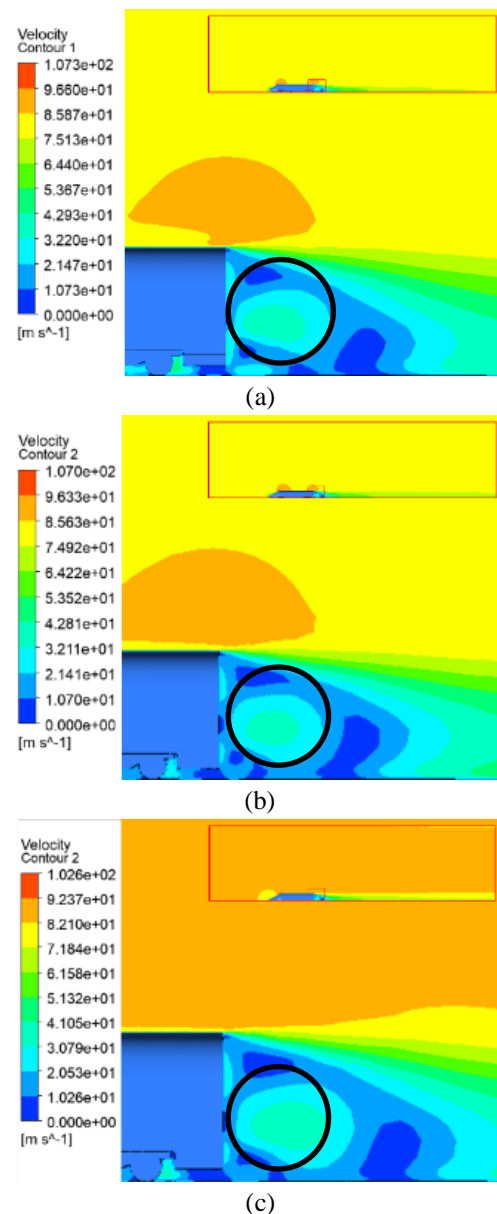 Velocity
Contour 1
1.073e+02
9.660e+01
8.587e+01
7.513e+01
6.440e+01
5.367e+01
4.293e+01
3.220e+01
2.147e+01
1.073e+01
0.000e+00
[m s^-1]
(a)
Velocity
Contour 2
1.070e+02
9.633e+01
8.563e+01
7.492e+01
6.422e+01
5.352e+01
4.281e+01
3.211e+01
2.141e+01
1.070e+01
0.000e+00
[m s^-1]
(b)
Velocity
Contour 2
1.026e+02
9.237e+01
8.210e+01
7.184e+01
6.158e+01
5.132e+01
4.105e+01
3.079e+01
2.053e+01
1.026e+01
0.000e+00
[m s^-1]
(c)